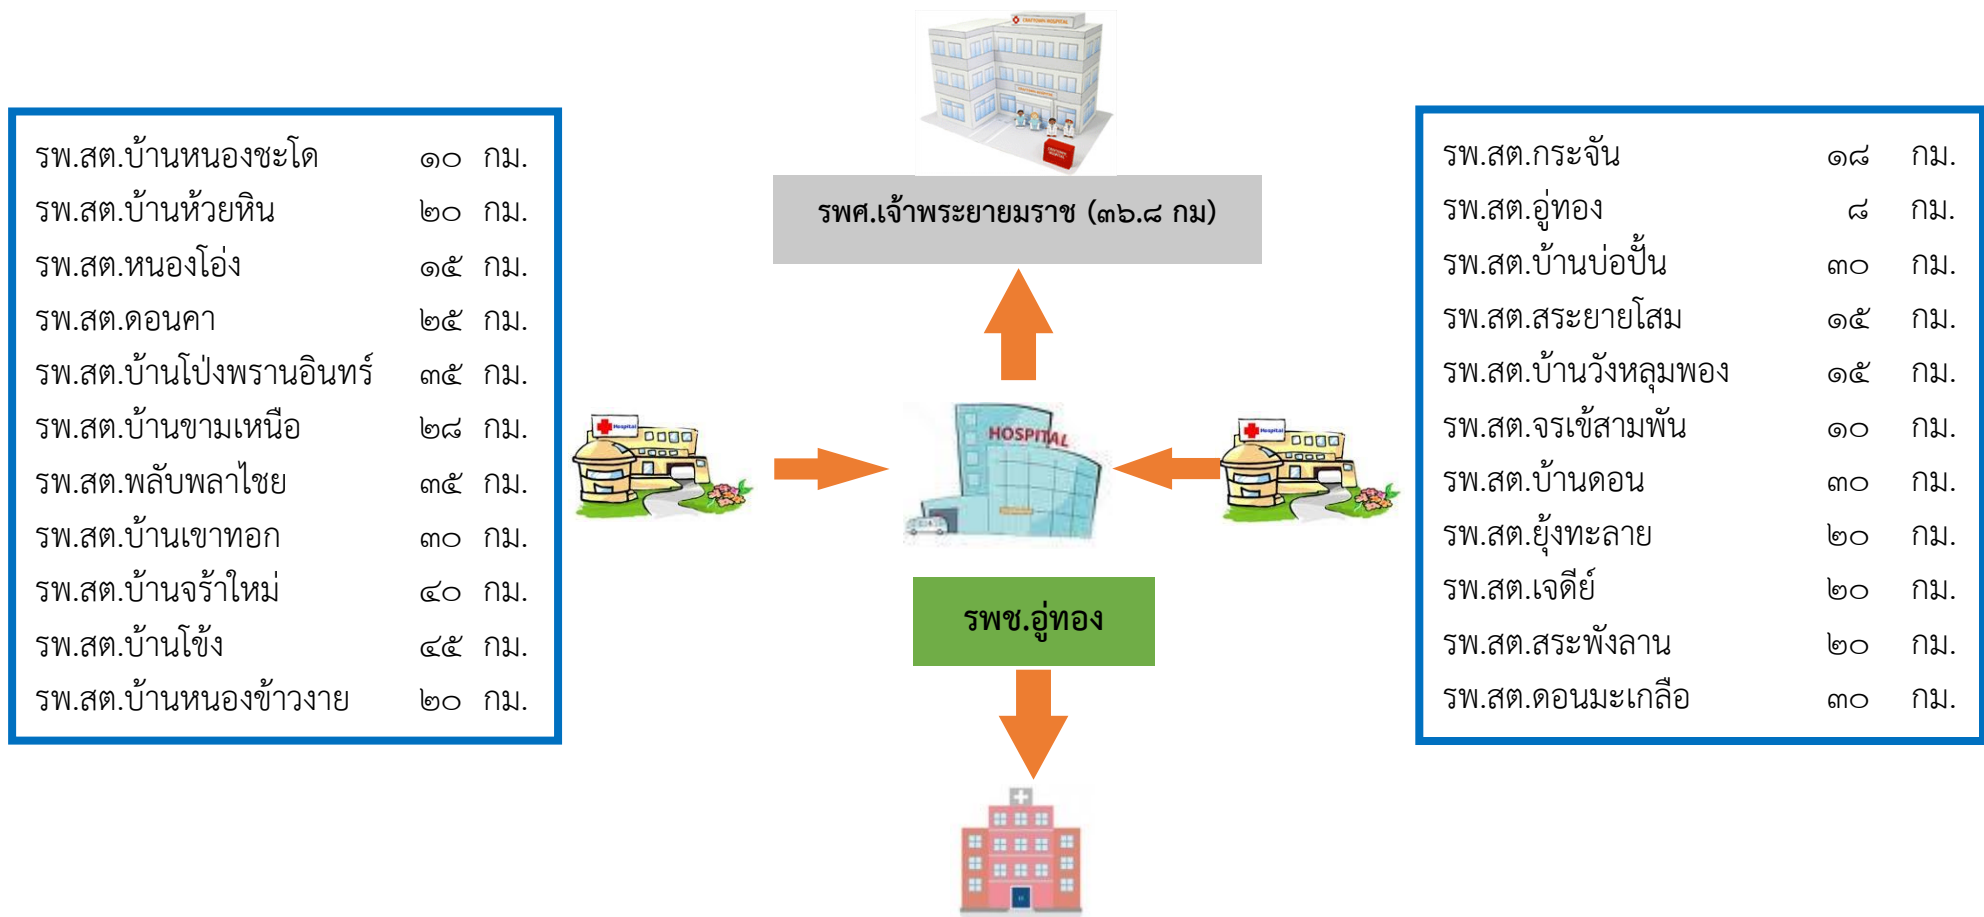 CRAFTOWN HOSPITAL
รพศ.เจ้าพระยายมราช (๓๖.๘ กม)
รพ.สต.บ้านหนองชะโด ๑๐ กม.
รพ.สต.บ้านห้วยหิน ๒๐ กม.
รพ.สต.หนองโอ่ง ๑๕ กม.
รพ.สต.ดอนคา ๒๕ กม.
รพ.สต.บ้านโป่งพรานอินทร์ ๓๕ กม.
รพ.สต.บ้านขามเหนือ ๒๘ กม.
รพ.สต.พลับพลาไชย ๓๕ กม.
รพ.สต.บ้านเขาทอก ๓๐ กม.
รพ.สต.บ้านจร้าใหม่ ๔๐ กม.
รพ.สต.บ้านโข้ง ๔๕ กม.
รพ.สต.บ้านหนองข้าวงาย ๒๐ กม.
Hospital
HOSPITAL
รพช.อู่ทอง
Hospital
รพ.สต.กระจัน ๑๘ กม.
รพ.สต.อู่ทอง ๘ กม.
รพ.สต.บ้านบ่อปั้น ๓๐ กม.
รพ.สต.สระยายโสม ๑๕ กม.
รพ.สต.บ้านวังหลุมพอง ๑๕ กม.
รพ.สต.จรเข้สามพัน ๑๐ กม.
รพ.สต.บ้านดอน ๓๐ กม.
รพ.สต.ยุ้งทะลาย ๒๐ กม.
รพ.สต.เจดีย์ ๒๐ กม.
รพ.สต.สระพังลาน ๒๐ กม.
รพ.สต.ดอนมะเกลือ ๓๐ กม.